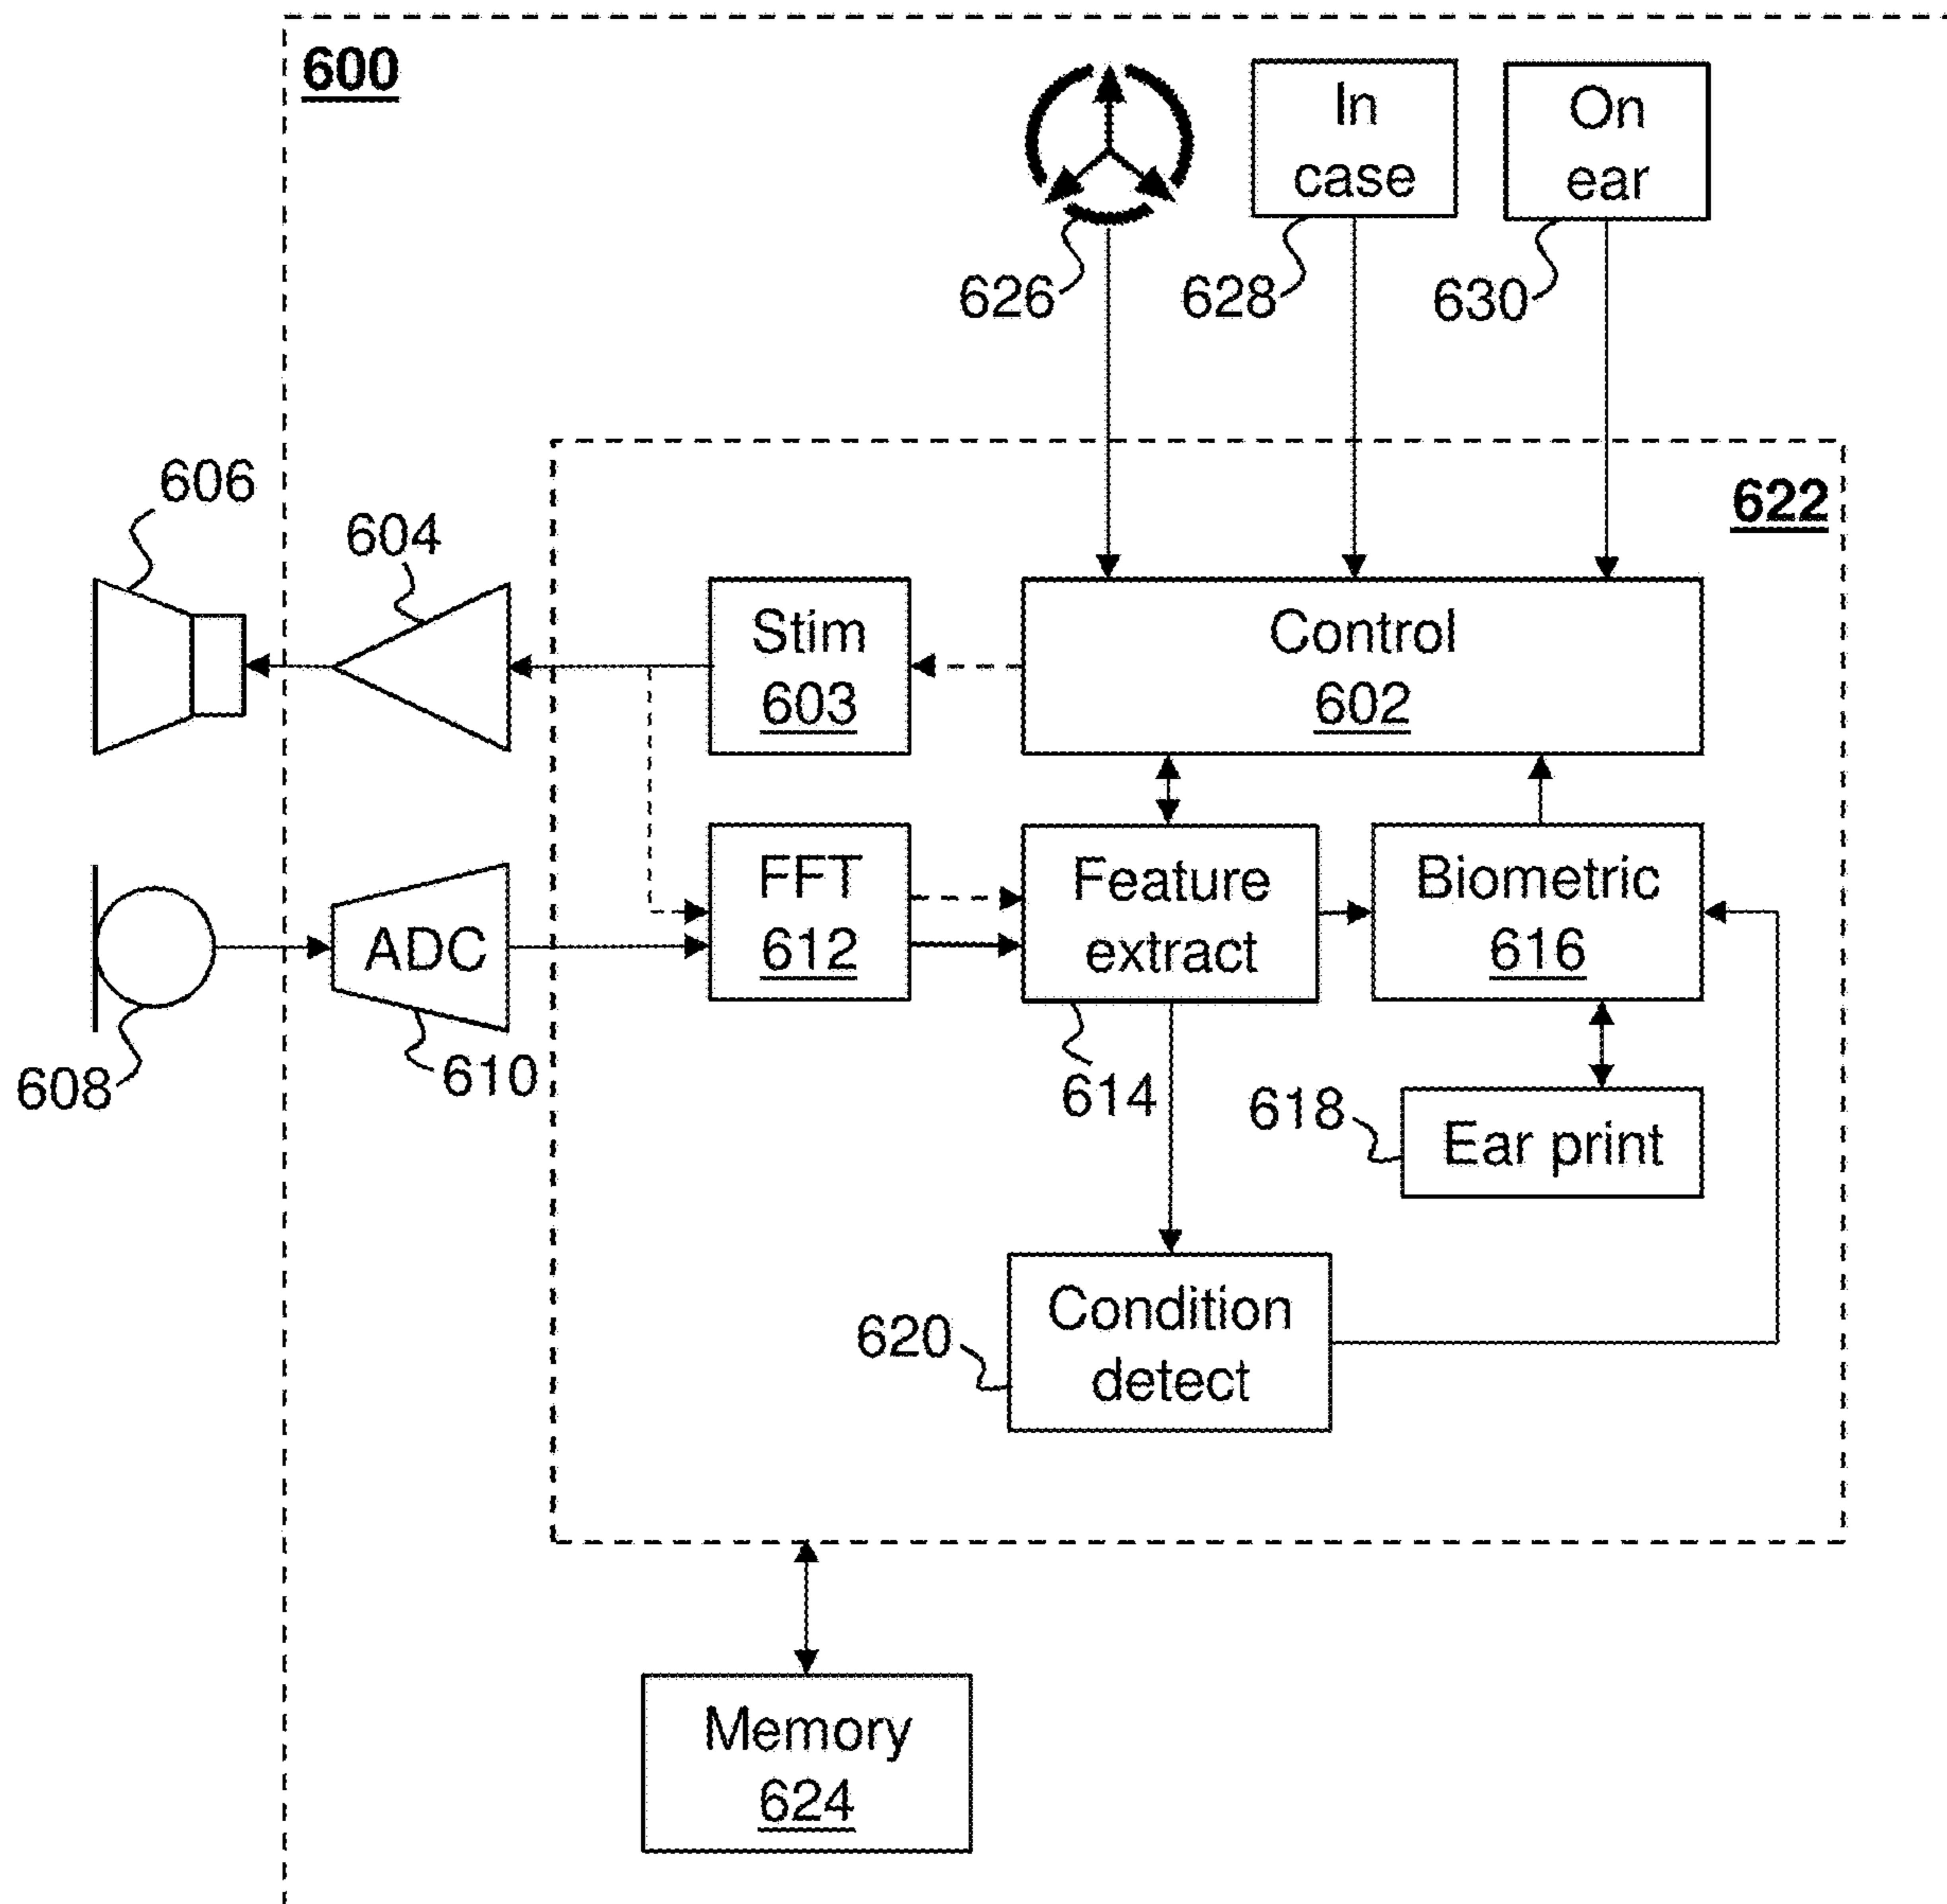 600
In
case
On
ear
626
628
630
622
606
604
Stim
603
Control
602
FFT
612
Feature
extract
Biometric
616
ADC
608
610
614
618
Ear print
620
Condition
detect
Memory
624